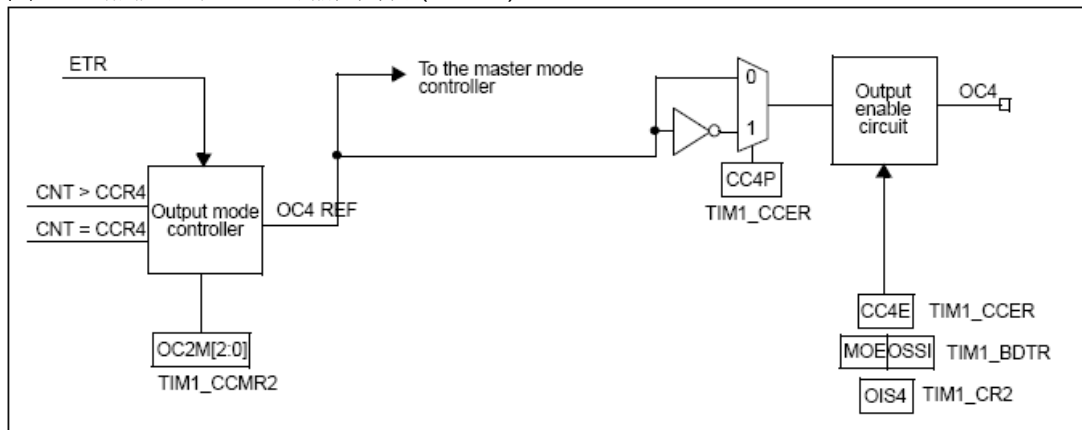 ETR
To the master mode
controller
0
Output
enable
circuit
OC4
1
CNT > CCR4
CNT = CCR4
Output mode
controller
OC4 REF
CC4P
TIM1_CCER
CC4E TIM1_CCER
OC2M[2:0]
MOE OSSI TIM1_BDTR
TIM1_CCMR2
OIS4 TIM1_CR2